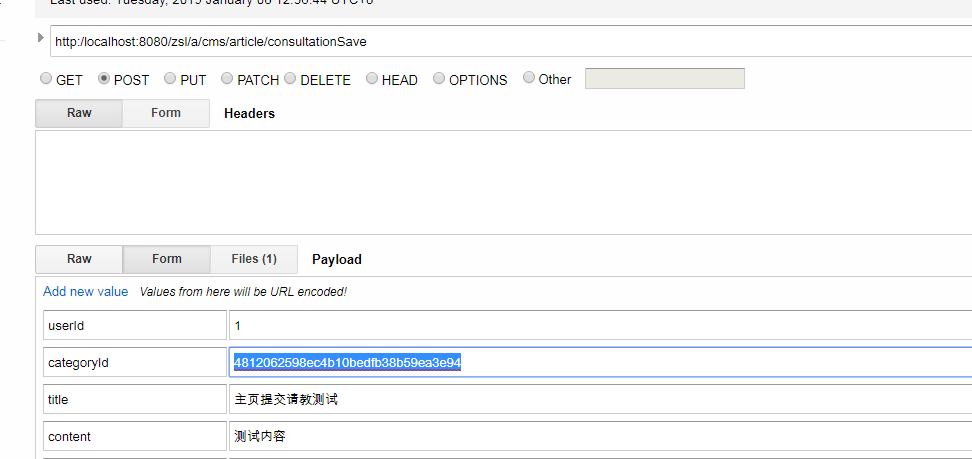 Last used: Tuesday, 2019 January 08 12:56:44 UTC+8
http:/localhost:8080/zsl/a/cms/article/consultationSave
GET POST PUT PATCH DELETE HEAD OPTIONS Other
Raw Form Headers
Raw Form Files (1) Payload
Add new value Values from here will be URL encoded!
userId 1
categoryId 4812062598ec4b10bedfb38b59ea3e94
title 主页提交请教测试
content 测试内容